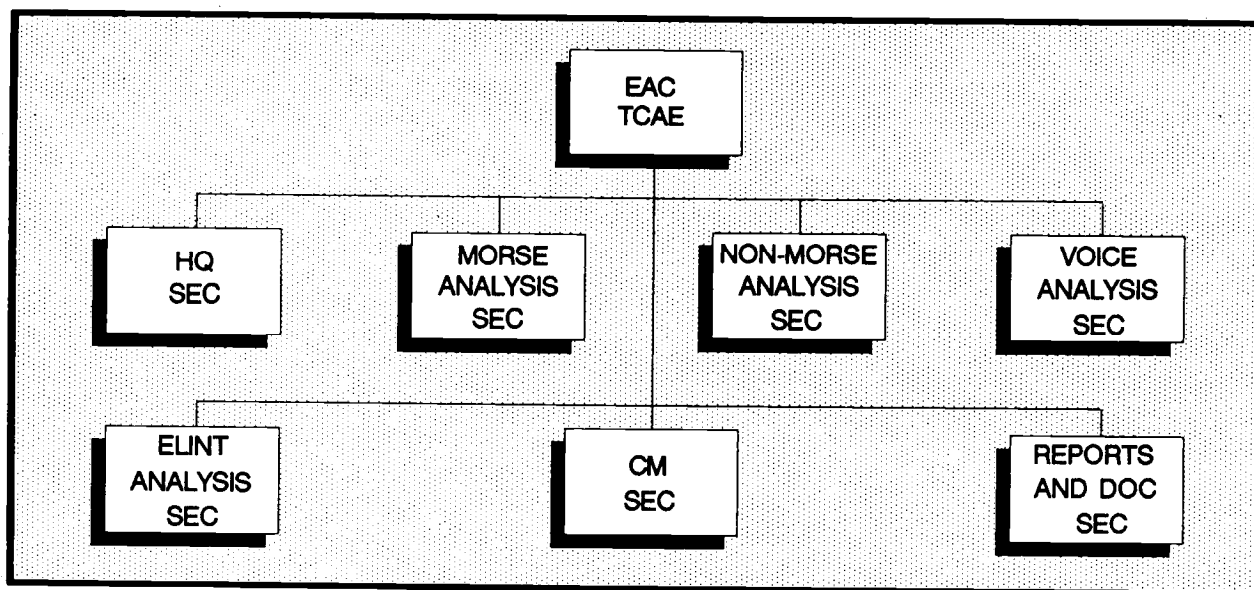 EAC
TCAE
HQ
SEC
MORSE
ANALYSIS
SEC
NON-MORSE
ANALYSIS
SEC
VOICE
ANALYSIS
SEC
ELINT
ANALYSIS
SEC
CM
SEC
REPORTS
AND DOC
SEC